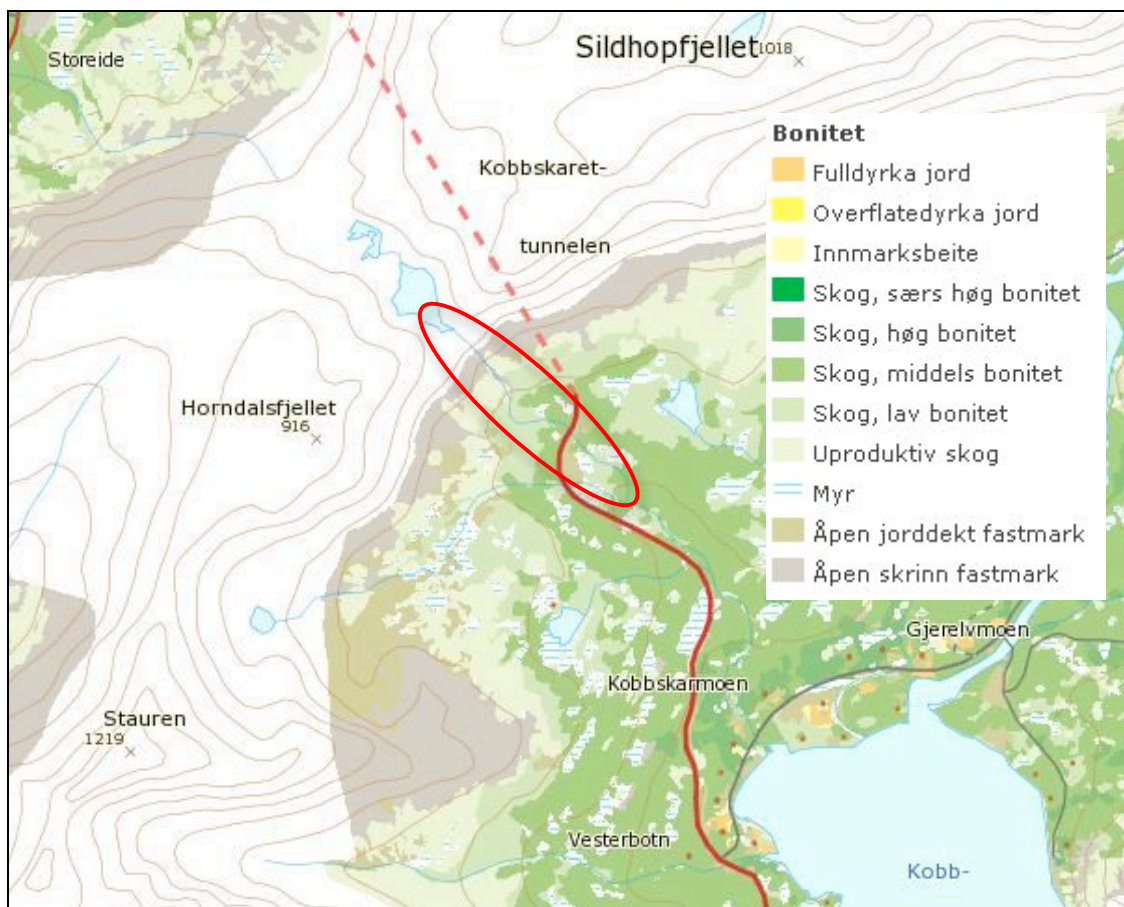 Storeide
Sildhopfjellet 1018
Kobbskaret-
tunnelen
Horndalsfjellet
916
Stauren
1219
Kobbskarmoen
Gjerelvmoen
Vesterbotn
Kobb-
Bonitet
Fulldyrka jord
Overflatedyrka jord
Innmarksbeite
Skog, særs høg bonitet
Skog, høg bonitet
Skog, middels bonitet
Skog, lav bonitet
Uproduktiv skog
Myr
Åpen jorddekt fastmark
Åpen skrinn fastmark